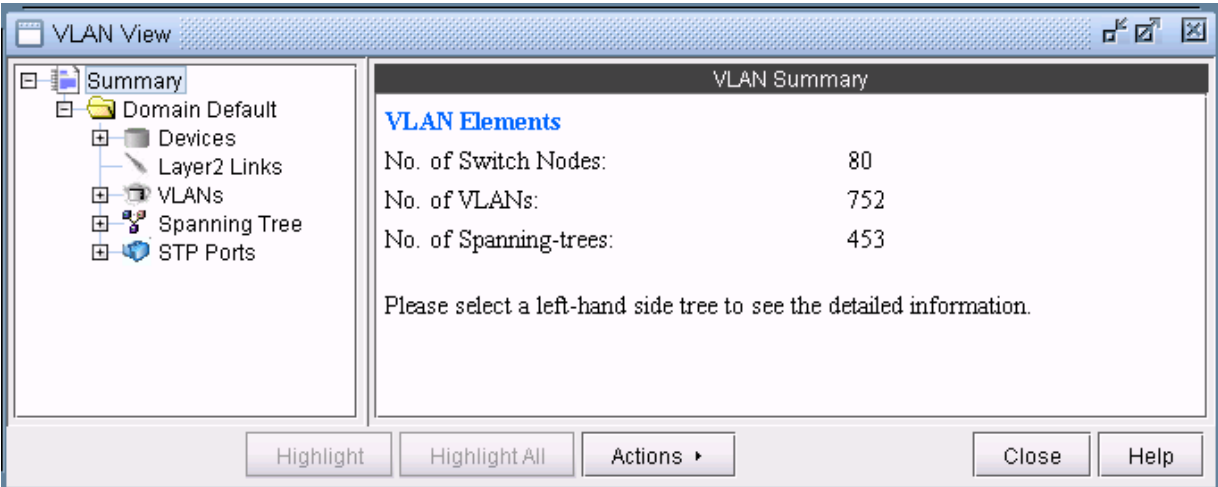 VLAN View
Summary
Domain Default
Devices
Layer2 Links
VLANs
Spanning Tree
STP Ports
VLAN Summary
VLAN Elements
No. of Switch Nodes: 80
No. of VLANs: 752
No. of Spanning-trees: 453
Please select a left-hand side tree to see the detailed information.
Highlight Highlight All Actions Close Help